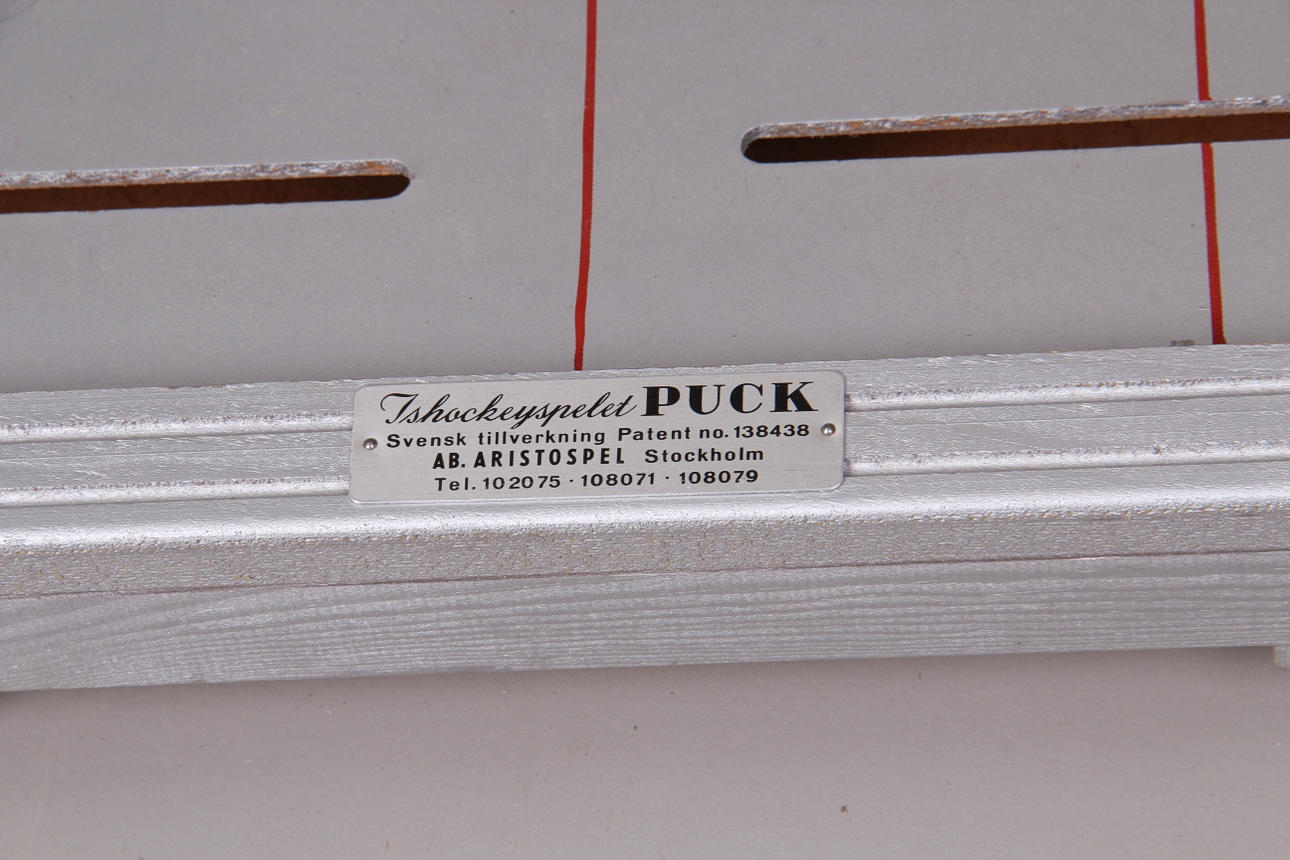 Ishockeyspelet PUCK
Svensk tillverkning Patent no. 138438
AB. ARISTOSPEL Stockholm
Tel. 102075 · 108071 · 108079